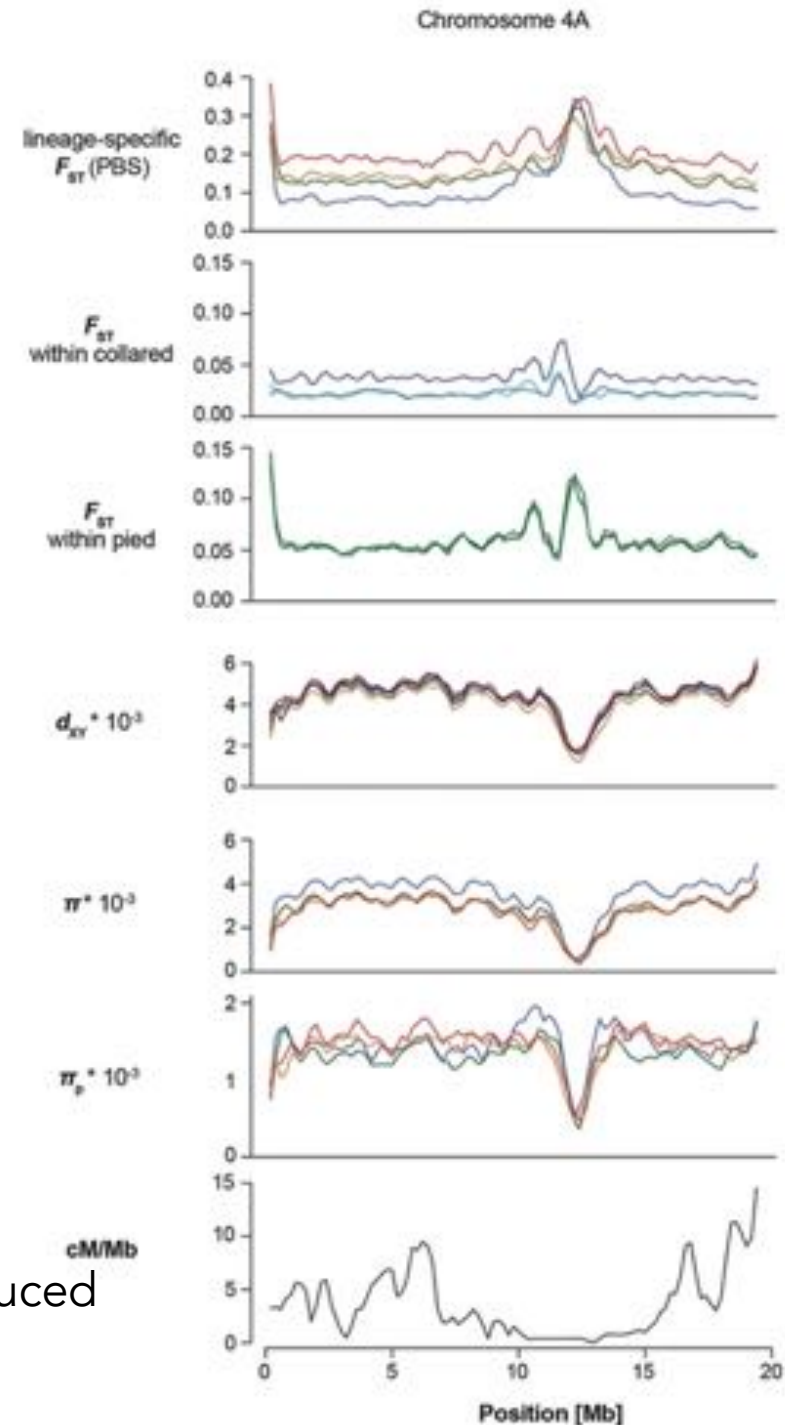 Chromosome 4A
lineage-specific
FST (PBS)
0.4
0.3
0.2
0.1
0.0
FST
within collared
0.15
0.10
0.05
0.00
FST
within pied
0.15
0.10
0.05
0.00
dXY * 10-3
6
4
2
0
π * 10-3
6
4
2
0
πp * 10-3
2
1
0
cM/Mb
15
10
5
0
uced
0
5
10
15
20
Position [Mb]